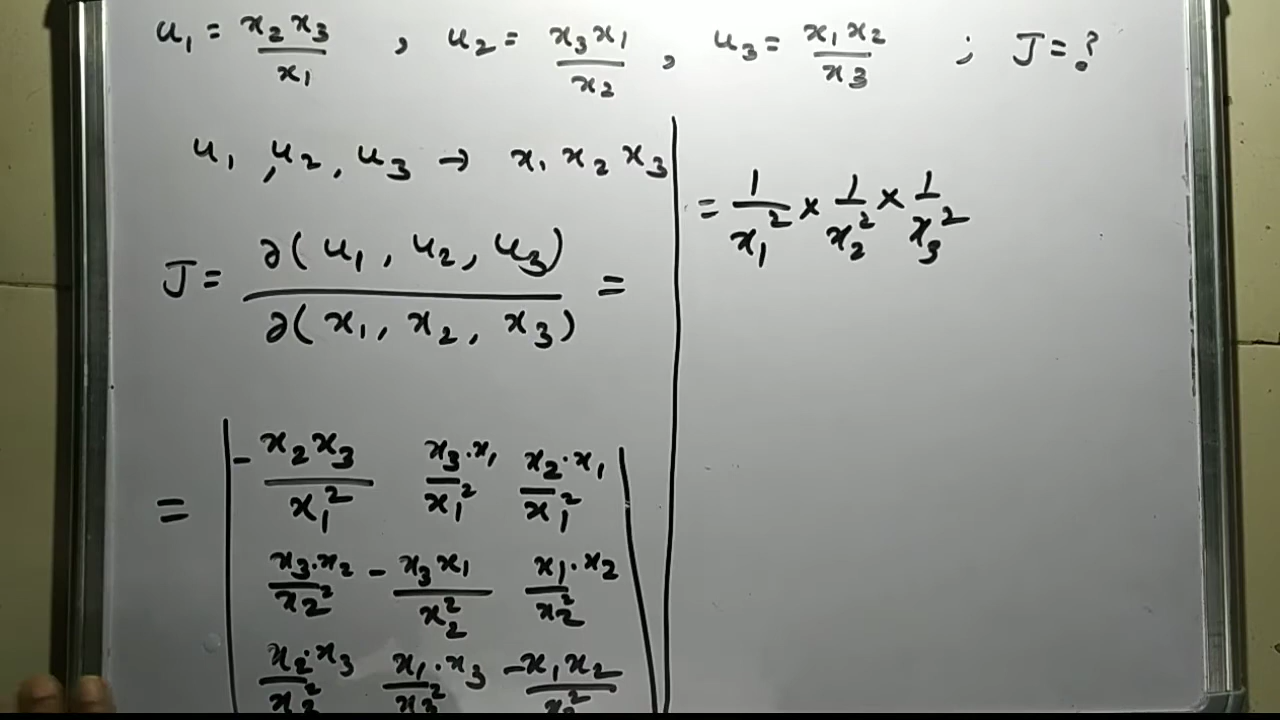 u₁ = x₂x₃/x₁ , u₂ = x₃x₁/x₂ , u₃ = x₁x₂/x₃ ; J = ?
u₁ , u₂ , u₃ → x₁ x₂ x₃
J = ∂(u₁, u₂, u₃)/∂(x₁, x₂, x₃) =
= | -x₂x₃/x₁² x₃·x₁/x₁² x₂·x₁/x₁² |
| x₃·x₂/x₂² -x₃x₁/x₂² x₁·x₂/x₂² |
| x₂·x₃/x₃² x₁·x₃/x₃² -x₁x₂/x₃² |
= 1/x₁² × 1/x₂² × 1/x₃²